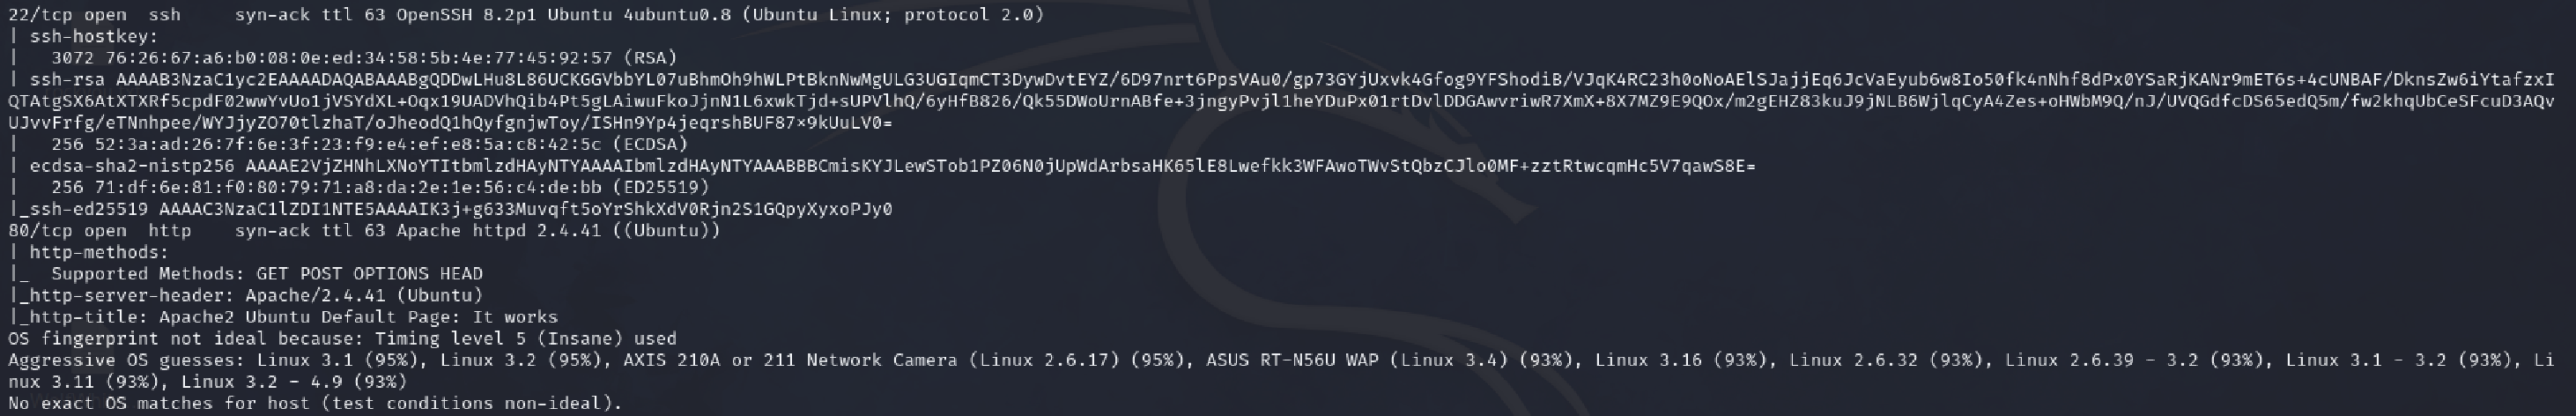 22/tcp open  ssh     syn-ack ttl 63 OpenSSH 8.2p1 Ubuntu 4ubuntu0.8 (Ubuntu Linux; protocol 2.0)
| ssh-hostkey:
|   3072 76:26:67:a6:b0:08:0e:ed:34:58:5b:4e:77:45:92:57 (RSA)
| ssh-rsa AAAAB3NzaC1yc2EAAAADAQABAAABgQDDwLHu8L86UCKGGVbbYL07uBhmOh9hWLPtBknNwMgULG3UGIqmCT3DywDvtEYZ/6D97nrt6PpsVAu0/gp73GYjUxvk4Gfog9YFShodiB/VJqK4RC23h0oNoAElSJajjEq6JcVaEyub6w8Io50fk4nNhf8dPx0YSaRjKANr9mET6s+4cUNBAF/DknsZw6iYtafzxI
QTAtgSX6AtXTXRf5cpdF02wwYvUo1jVSYdXL+Oqx19UADVhQib4Pt5gLAiwuFkoJjnN1L6xwkTjd+sUPVlhQ/6yHfB826/Qk55DWoUrnABfe+3jngyPvjl1heYDuPx01rtDvlDDGAwvriwR7XmX+8X7MZ9E9QOx/m2gEHZ83kuJ9jNLB6WjlqCyA4Zes+oHWbM9Q/nJ/UVQGdfcDS65edQ5m/fw2khqUbCeSFcuD3AQv
UJvvFrfg/eTNnhpee/WYJjyZO70tlzhaT/oJheodQ1hQyfgnjwToy/ISHn9Yp4jeqrshBUF87×9kUuLV0=
|   256 52:3a:ad:26:7f:6e:3f:23:f9:e4:ef:e8:5a:c8:42:5c (ECDSA)
| ecdsa-sha2-nistp256 AAAAE2VjZHNhLXNoYTItbmlzdHAyNTYAAAAIbmlzdHAyNTYAAABBBCmisKYJLewSTob1PZ06N0jUpWdArbsaHK65lE8Lwefkk3WFAwoTWvStQbzCJlo0MF+zztRtwcqmHc5V7qawS8E=
|   256 71:df:6e:81:f0:80:79:71:a8:da:2e:1e:56:c4:de:bb (ED25519)
|_ssh-ed25519 AAAAC3NzaC1lZDI1NTE5AAAAIK3j+g633Muvqft5oYrShkXdV0Rjn2S1GQpyXyxoPJy0
80/tcp open  http    syn-ack ttl 63 Apache httpd 2.4.41 ((Ubuntu))
| http-methods:
|_  Supported Methods: GET POST OPTIONS HEAD
|_http-server-header: Apache/2.4.41 (Ubuntu)
|_http-title: Apache2 Ubuntu Default Page: It works
OS fingerprint not ideal because: Timing level 5 (Insane) used
Aggressive OS guesses: Linux 3.1 (95%), Linux 3.2 (95%), AXIS 210A or 211 Network Camera (Linux 2.6.17) (95%), ASUS RT-N56U WAP (Linux 3.4) (93%), Linux 3.16 (93%), Linux 2.6.32 (93%), Linux 2.6.39 - 3.2 (93%), Linux 3.1 - 3.2 (93%), Li
nux 3.11 (93%), Linux 3.2 - 4.9 (93%)
No exact OS matches for host (test conditions non-ideal).